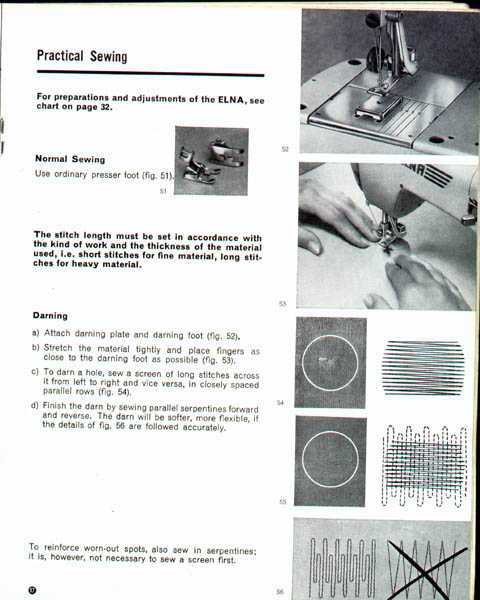 Practical Sewing
For preparations and adjustments of the ELNA, see
chart on page 32.
Normal Sewing
Use ordinary presser foot (fig. 51).
51
52
The stitch length must be set in accordance with
the kind of work and the thickness of the material
used, i.e. short stitches for fine material, long stit-
ches for heavy material.
ELNA
53
Darning
a) Attach darning plate and darning foot (fig. 52).
b) Stretch the material tightly and place fingers as
close to the darning foot as possible (fig. 53).
c) To darn a hole, sew a screen of long stitches across
it from left to right and vice versa, in closely spaced
parallel rows (fig. 54).
d) Finish the darn by sewing parallel serpentines forward
and reverse. The darn will be softer, more flexible, if
the details of fig. 56 are followed accurately.
54
55
To reinforce worn-out spots, also sew in serpentines;
it is, however, not necessary to sew a screen first.
56
17